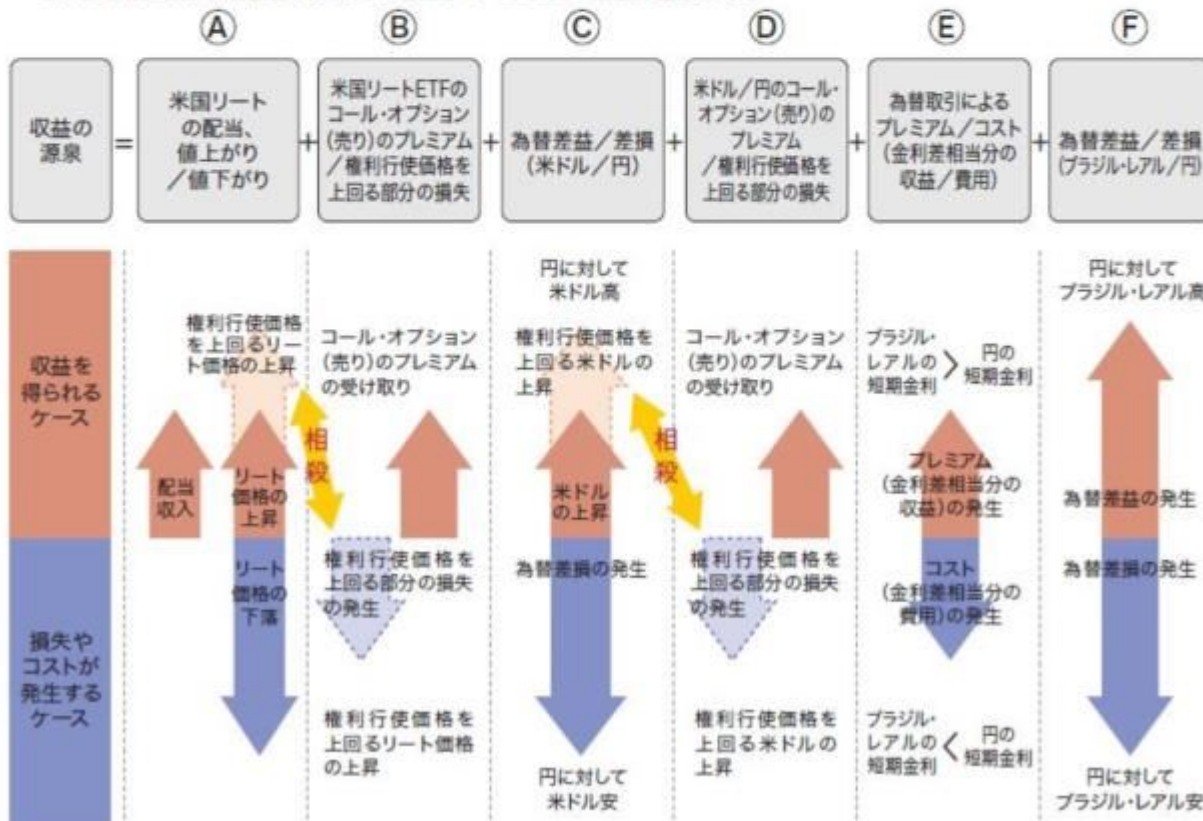 Ⓐ
Ⓑ
Ⓒ
Ⓓ
Ⓔ
Ⓕ
収益の
源泉
=
米国リート
の配当、
値上がり
/値下がり
+
米国リートETFの
コール・オプション
(売り)のプレミアム
/権利行使価格を
上回る部分の損失
+
為替差益/差損
(米ドル/円)
+
米ドル/円のコール・
オプション(売り)の
プレミアム
/権利行使価格を
上回る部分の損失
+
為替取引による
プレミアム/コスト
(金利差相当分の
収益/費用)
+
為替差益/差損
(ブラジル・レアル/円)
収益を
得られる
ケース
権利行使価格
を上回るリー
ト価格の上昇
配当
収入
リート
価格の
上昇
相殺
コール・オプション
(売り)のプレミアム
の受け取り
円に対して
米ドル高
権利行使価格を
上回る米ドルの
上昇
米ドル
の上昇
相殺
コール・オプション
(売り)のプレミアム
の受け取り
ブラジル・
レアルの
短期金利
>
円の
短期金利
プレミアム
(金利差相当分の
収益)の発生
円に対して
ブラジル・レアル高
為替差益の発生
損失や
コストが
発生する
ケース
リート
価格の
下落
権利行使価格を
上回る部分の損失
の発生
権利行使価格を
上回るリート価格
の上昇
為替差損の発生
円に対して
米ドル安
権利行使価格を
上回る部分の損失
の発生
権利行使価格を
上回る米ドルの
上昇
コスト
(金利差相当分の
費用)の発生
ブラジル・
レアルの
短期金利
<
円の
短期金利
為替差損の発生
円に対して
ブラジル・レアル安